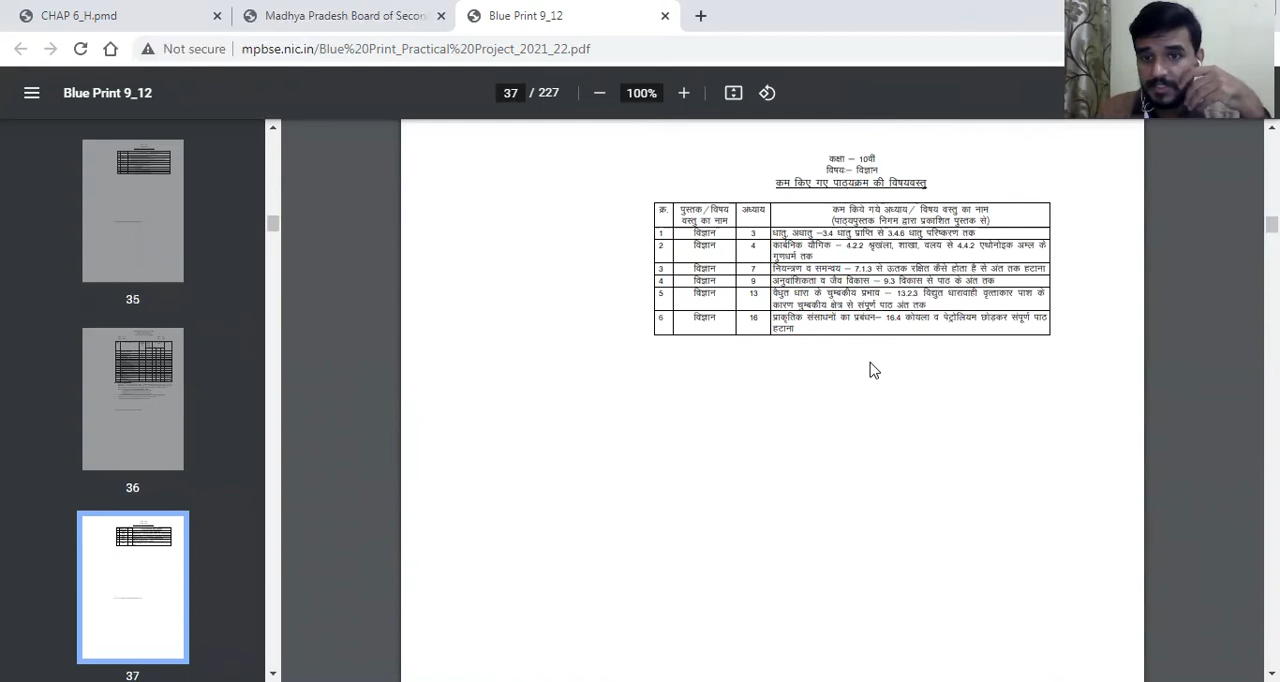 CHAP 6_H.pmd
Madhya Pradesh Board of Secon
Blue Print 9_12
Not secure
mpbse.nic.in/Blue%20Print_Practical%20Project_2021_22.pdf
Blue Print 9_12
37 / 227
100%
35
36
37
कक्षा – 10वीं
विषयः– विज्ञान
कम किए गए पाठ्यक्रम की विषयवस्तु
क्र. पुस्तक/विषय वस्तु का नाम अध्याय कम किये गये अध्याय/ विषय वस्तु का नाम
(पाठ्यपुस्तक निगम द्वारा प्रकाशित पुस्तक से)
1 विज्ञान 3 धातु, अधातु –3.4 धातु प्राप्ति से 3.4.6 धातु परिष्करण तक
2 विज्ञान 4 कार्बनिक यौगिक – 4.2.2 श्रृखंला, शाखा, वलय से 4.4.2 एथोनोइक अम्ल के
गुणधर्म तक
3 विज्ञान 7 नियन्त्रण व समन्वय – 7.1.3 से ऊतक रक्षित कैसे होता है से अंत तक हटाना
4 विज्ञान 9 अनुवांशिकता व जैव विकास – 9.3 विकास से पाठ के अंत तक
5 विज्ञान 13 वैधुत धारा के चुम्बकीय प्रभाव – 13.2.3 विद्युत धारावाही वृत्ताकार पाश के
कारण चुम्बकीय क्षेत्र से संपूर्ण पाठ अंत तक
6 विज्ञान 16 प्राकृतिक संसाधनों का प्रबंधन– 16.4 कोयला व पेट्रोलियम छोड़कर संपूर्ण पाठ
हटाना